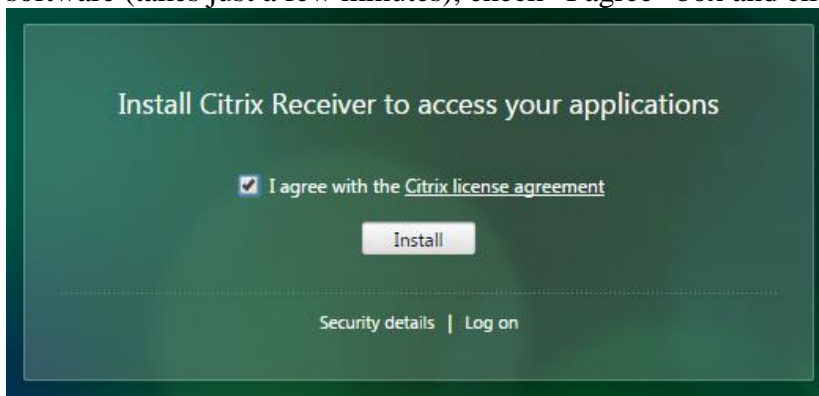 software (takes just a few minutes), check "I agree" box and
Install Citrix Receiver to access your applications
I agree with the Citrix license agreement
Install
Security details | Log on